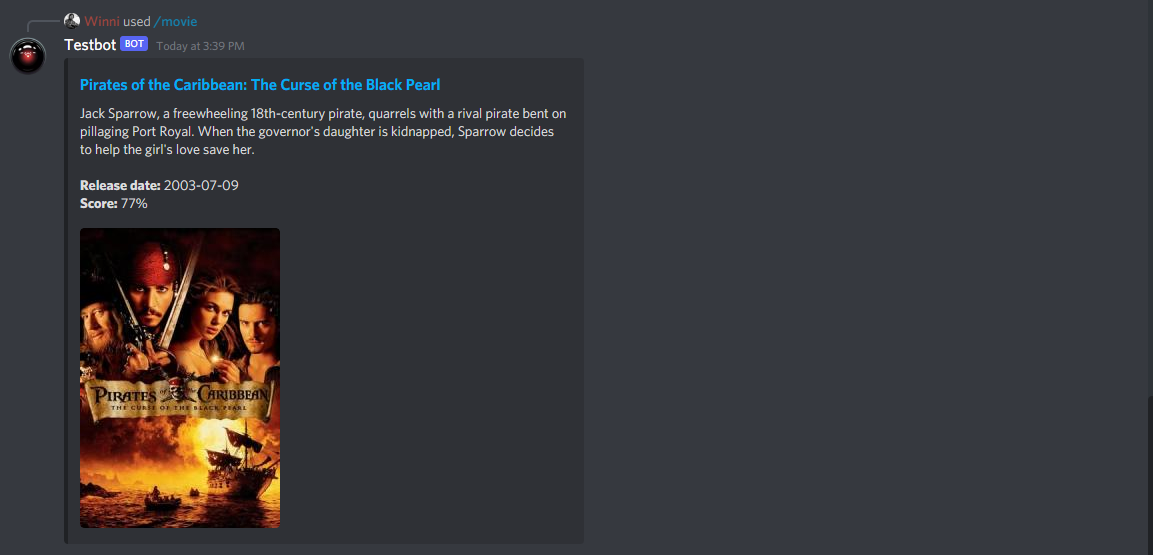 Winni used /movie
Testbot BOT Today at 3:39 PM
Pirates of the Caribbean: The Curse of the Black Pearl
Jack Sparrow, a freewheeling 18th-century pirate, quarrels with a rival pirate bent on
pillaging Port Royal. When the governor's daughter is kidnapped, Sparrow decides
to help the girl's love save her.
Release date: 2003-07-09
Score: 77%
PIRATES of the CARIBBEAN
THE CURSE OF THE BLACK PEARL